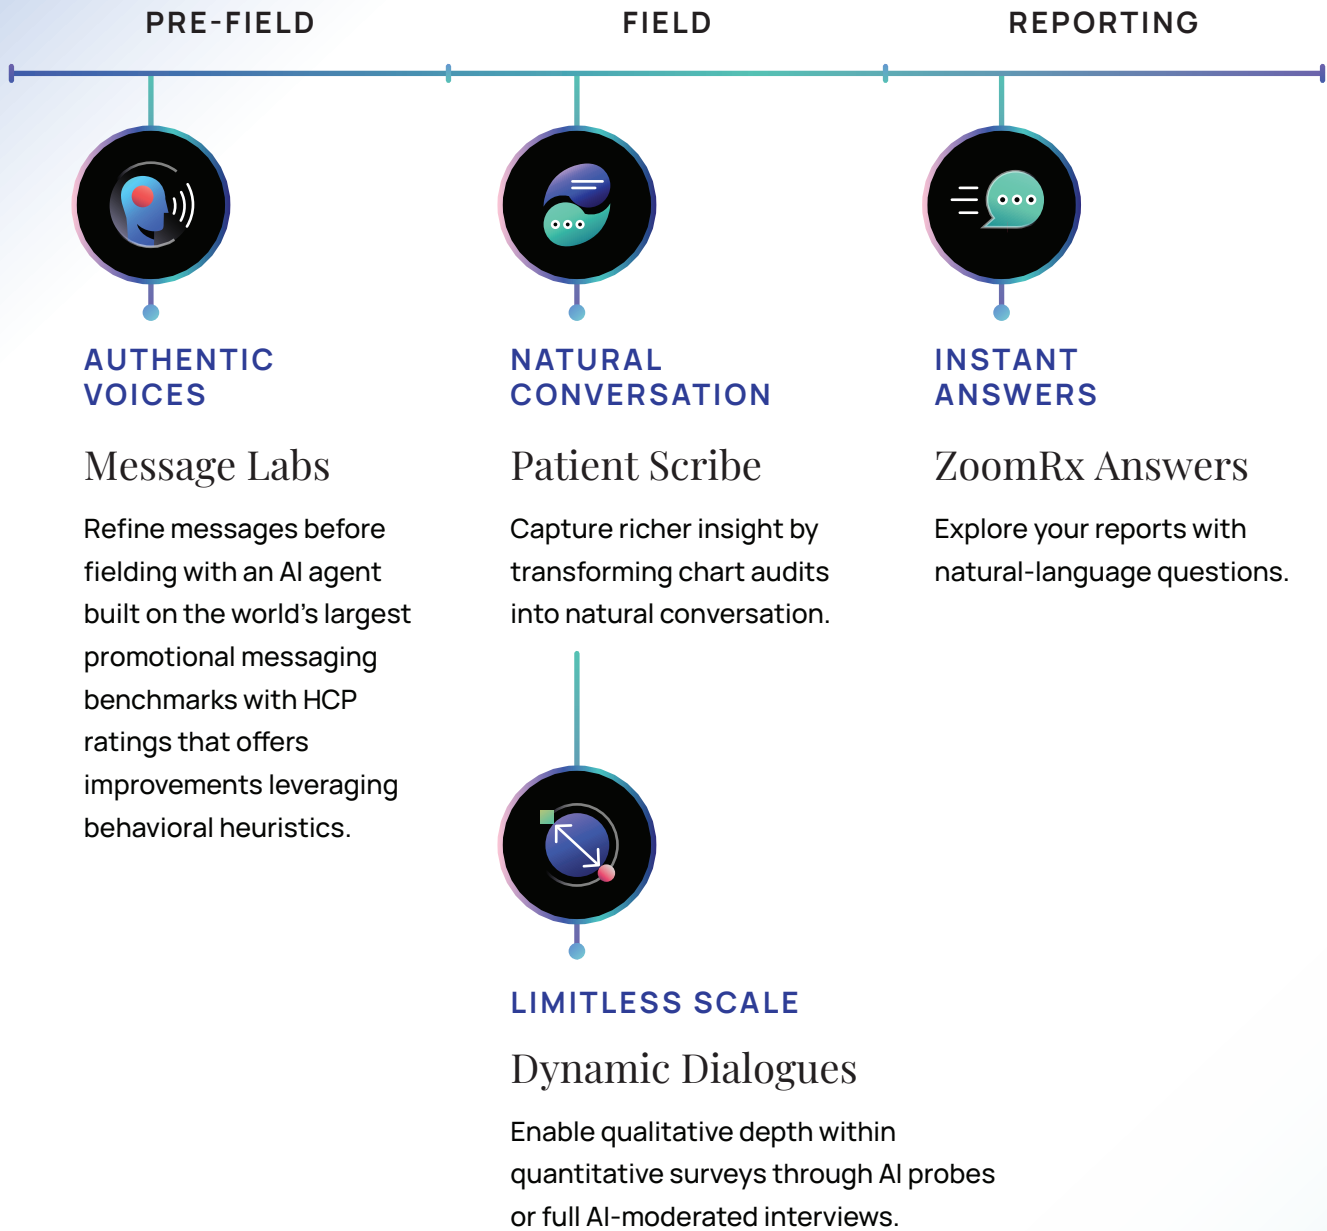 PRE-FIELD
FIELD
REPORTING
AUTHENTIC
VOICES
Message Labs
Refine messages before
fielding with an AI agent
built on the world’s largest
promotional messaging
benchmarks with HCP
ratings that offers
improvements leveraging
behavioral heuristics.
NATURAL
CONVERSATION
Patient Scribe
Capture richer insight by
transforming chart audits
into natural conversation.
LIMITLESS SCALE
Dynamic Dialogues
Enable qualitative depth within
quantitative surveys through AI probes
or full AI-moderated interviews.
INSTANT
ANSWERS
ZoomRx Answers
Explore your reports with
natural-language questions.